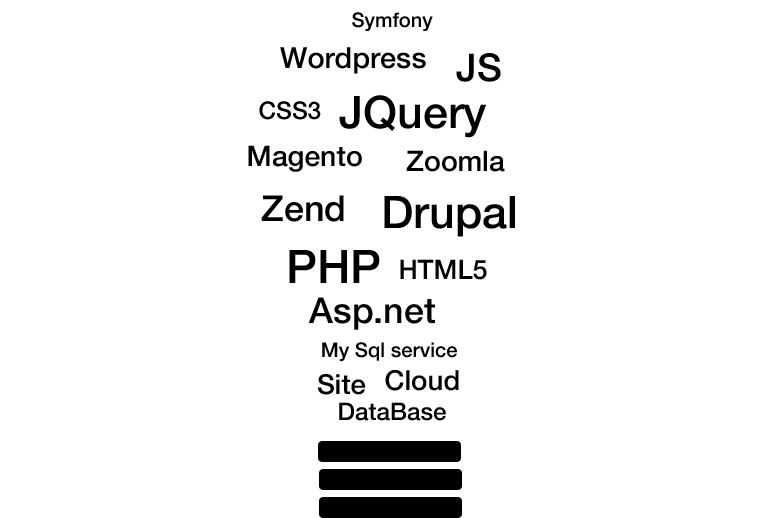 Symfony
Wordpress JS
CSS3 JQuery
Magento Zoomla
Zend Drupal
PHP HTML5
Asp.net
My Sql service
Site Cloud
DataBase